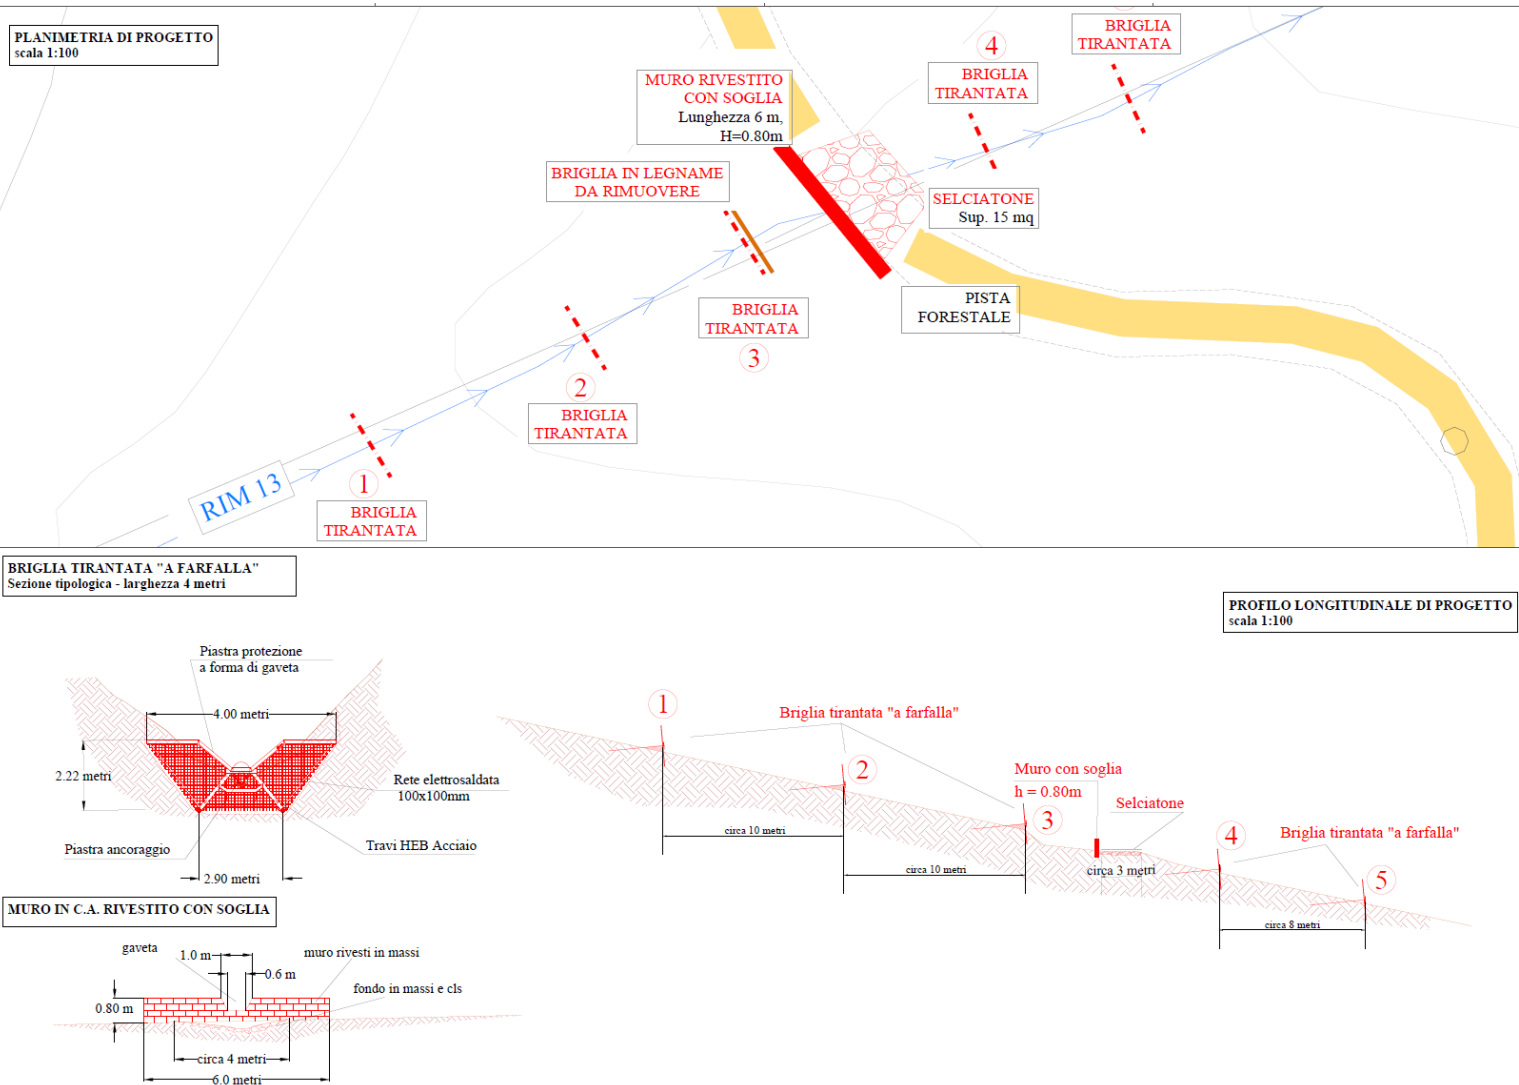 PLANIMETRIA DI PROGETTO
scala 1:100
BRIGLIA
TIRANTATA
4
BRIGLIA
TIRANTATA
MURO RIVESTITO
CON SOGLIA
Lunghezza 6 m,
H=0.80m
BRIGLIA IN LEGNAME
DA RIMUOVERE
SELCIATONE
Sup. 15 mq
PISTA
FORESTALE
BRIGLIA
TIRANTATA
3
2
BRIGLIA
TIRANTATA
RIM 13
1
BRIGLIA
TIRANTATA
BRIGLIA TIRANTATA "A FARFALLA"
Sezione tipologica - larghezza 4 metri
Piastra protezione
a forma di gaveta
4.00 metri
2.22 metri
Rete elettrosaldata
100x100mm
Piastra ancoraggio
Travi HEB Acciaio
2.90 metri
PROFILO LONGITUDINALE DI PROGETTO
scala 1:100
1
Briglia tirantata "a farfalla"
2
Muro con soglia
h = 0.80m
Selciatone
3
circa 10 metri
circa 10 metri
circa 3 metri
4
Briglia tirantata "a farfalla"
5
circa 8 metri
MURO IN C.A. RIVESTITO CON SOGLIA
gaveta
1.0 m
muro rivesti in massi
0.6 m
fondo in massi e cls
0.80 m
circa 4 metri
6.0 metri